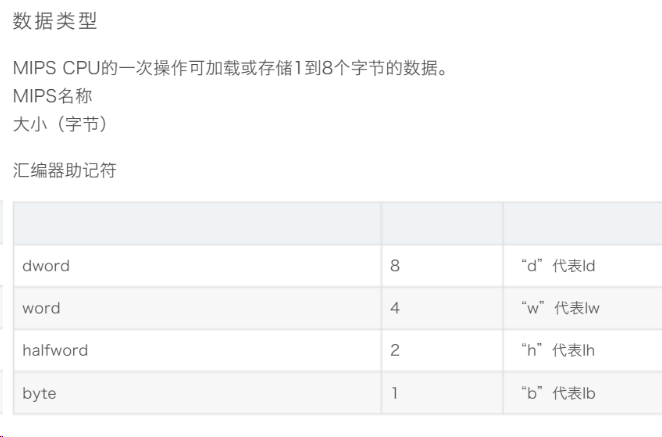 数据类型
MIPS CPU的一次操作可加载或存储1到8个字节的数据。
MIPS名称
大小（字节）
汇编器助记符
dword 8 “d”代表ld
word 4 “w”代表lw
halfword 2 “h”代表lh
byte 1 “b”代表lb